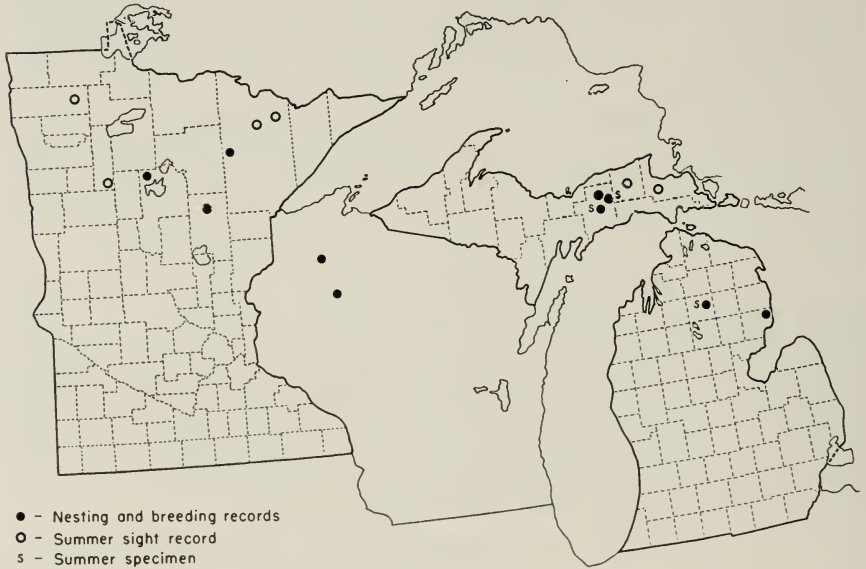 a
s
s
s
● - Nesting and breeding records
○ - Summer sight record
s - Summer specimen